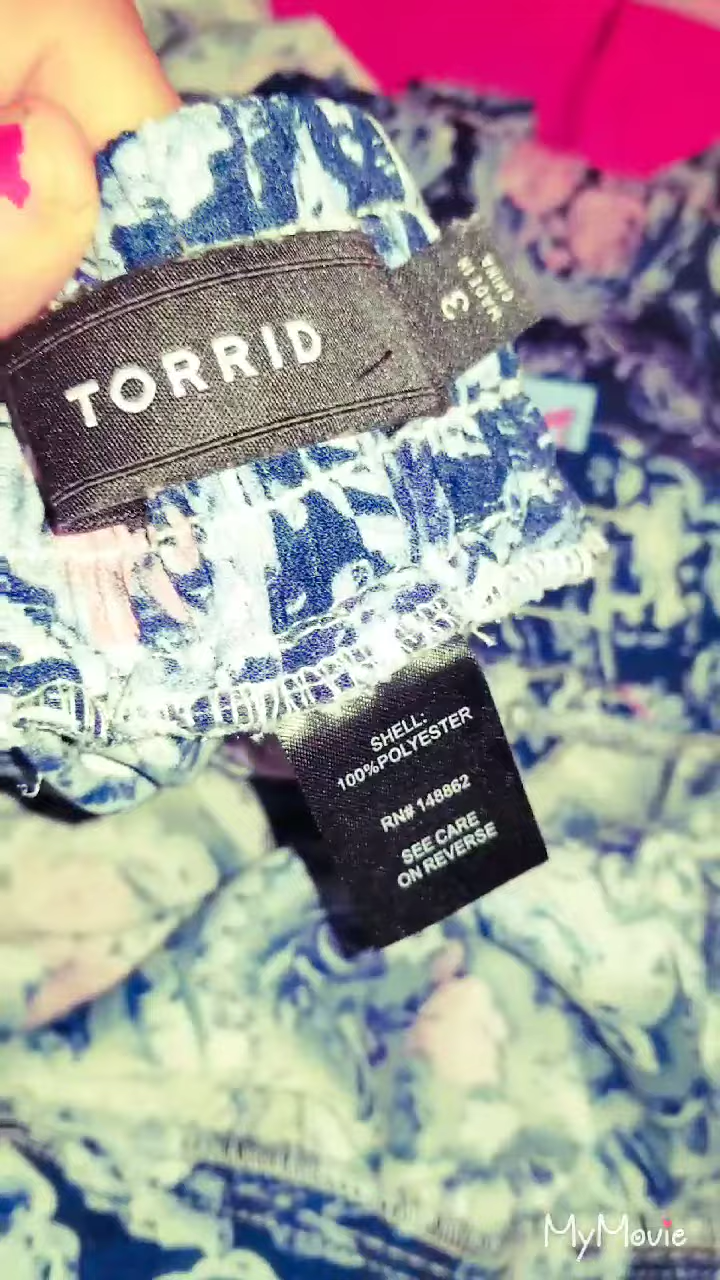 TORRID
3
MADE IN
CHINA
SHELL:
100%POLYESTER
RN# 148862
SEE CARE
ON REVERSE
MyMovie